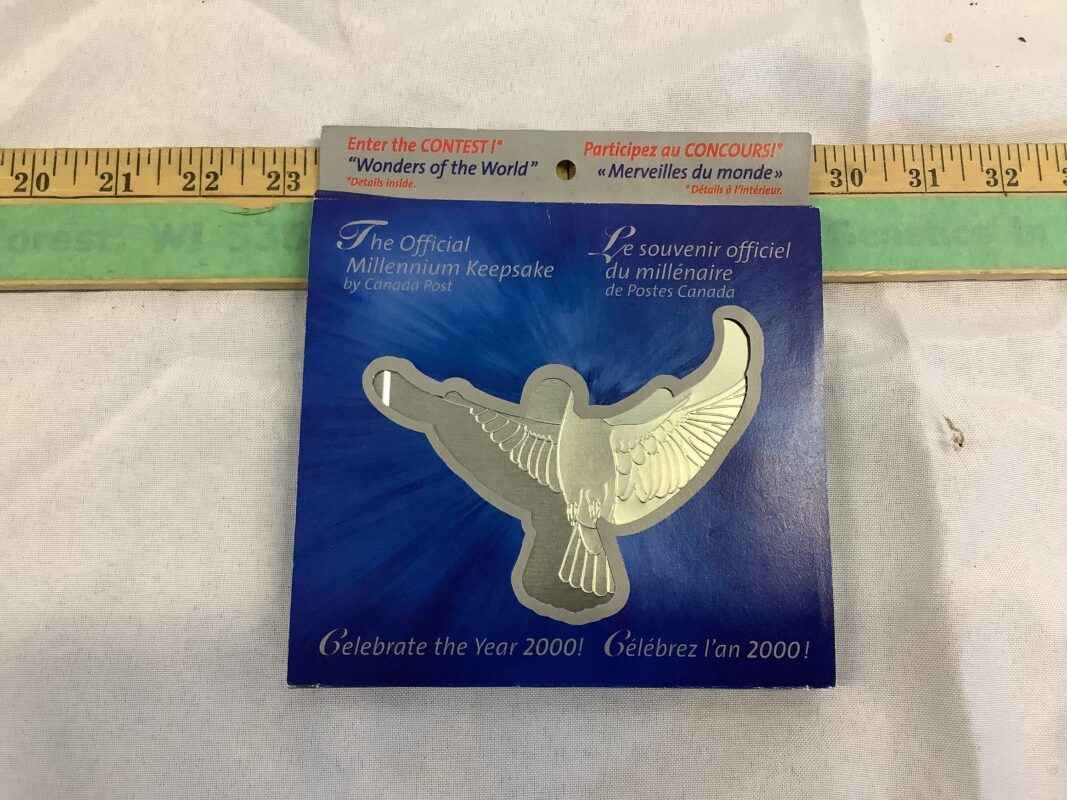 Enter the CONTEST!*
"Wonders of the World"
*Details inside.
Participez au CONCOURS!*
« Merveilles du monde »
*Détails à l'intérieur.
20 21 22 23 30 31 32
The Official
Millennium Keepsake
by Canada Post
Le souvenir officiel
du millénaire
de Postes Canada
Celebrate the Year 2000!
Célébrez l'an 2000!